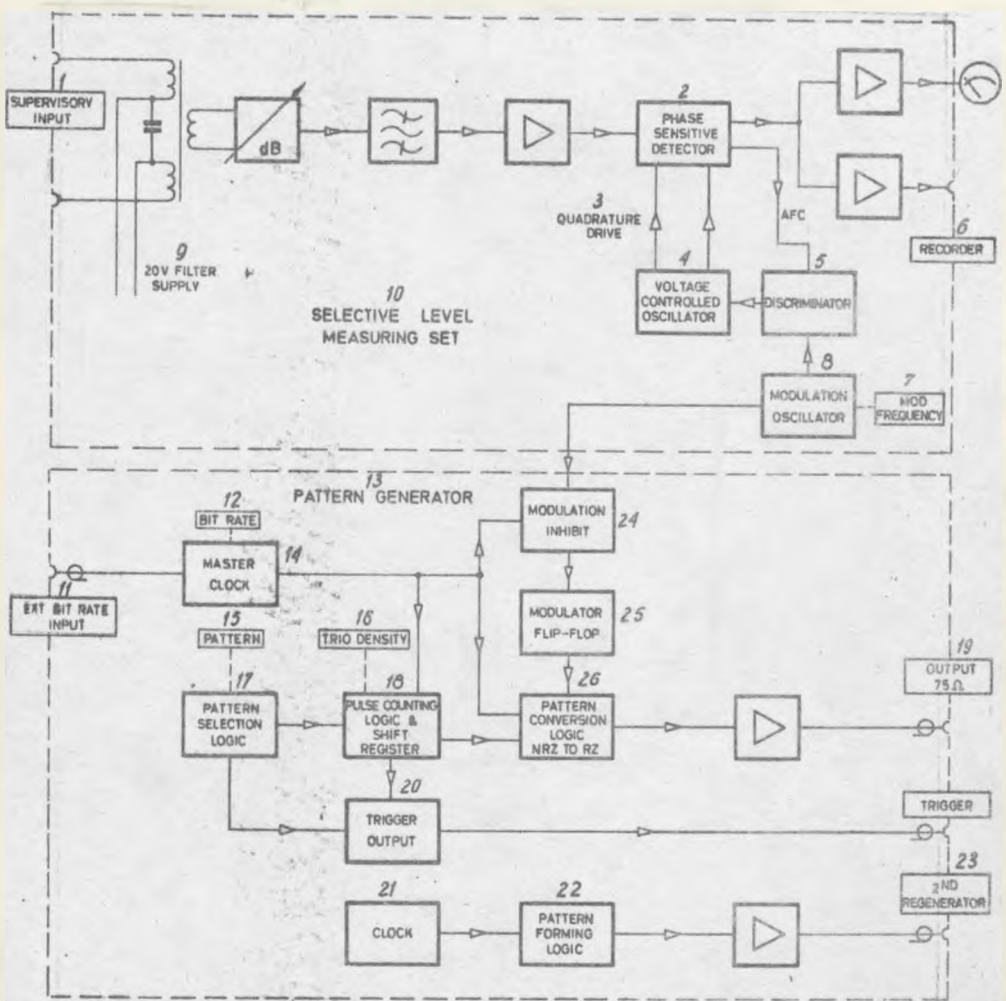 1
SUPERVISORY
INPUT
dB
2
PHASE
SENSITIVE
DETECTOR
3
QUADRATURE
DRIVE
AFC
6
RECORDER
9
20V FILTER
SUPPLY
4
VOLTAGE
CONTROLLED
OSCILLATOR
5
DISCRIMINATOR
10
SELECTIVE LEVEL
MEASURING SET
8
MODULATION
OSCILLATOR
7
MOD
FREQUENCY
13
PATTERN GENERATOR
12
BIT RATE
MASTER
CLOCK
14
MODULATION
INHIBIT
24
11
EXT BIT RATE
INPUT
15
PATTERN
16
TRIO DENSITY
MODULATOR
FLIP-FLOP
25
17
PATTERN
SELECTION
LOGIC
18
PULSE COUNTING
LOGIC &
SHIFT
REGISTER
26
PATTERN
CONVERSION
LOGIC
NRZ TO RZ
19
OUTPUT
75Ω
20
TRIGGER
OUTPUT
TRIGGER
21
CLOCK
22
PATTERN
FORMING
LOGIC
23
2ND
REGENERATOR